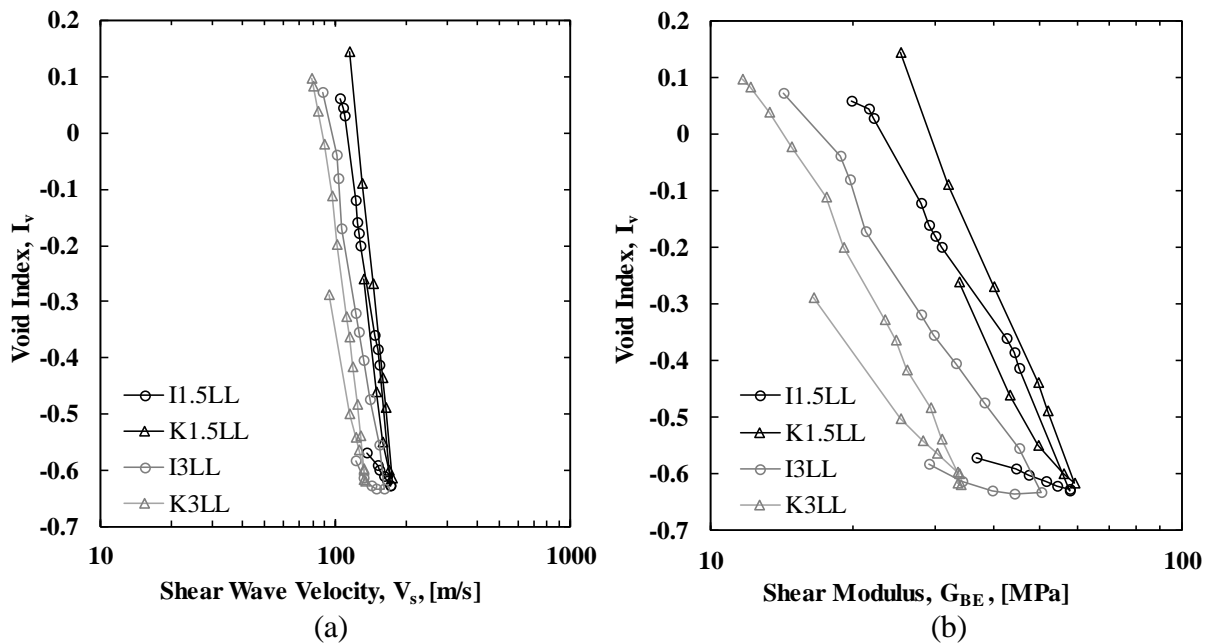 0.2
0.1
0
-0.1
-0.2
-0.3
-0.4
-0.5
-0.6
-0.7
Void Index, Iv
I1.5LL
K1.5LL
I3LL
K3LL
10
100
1000
Shear Wave Velocity, Vs, [m/s]
(a)
0.2
0.1
0
-0.1
-0.2
-0.3
-0.4
-0.5
-0.6
-0.7
Void Index, Iv
I1.5LL
K1.5LL
I3LL
K3LL
10
100
Shear Modulus, GBE , [MPa]
(b)